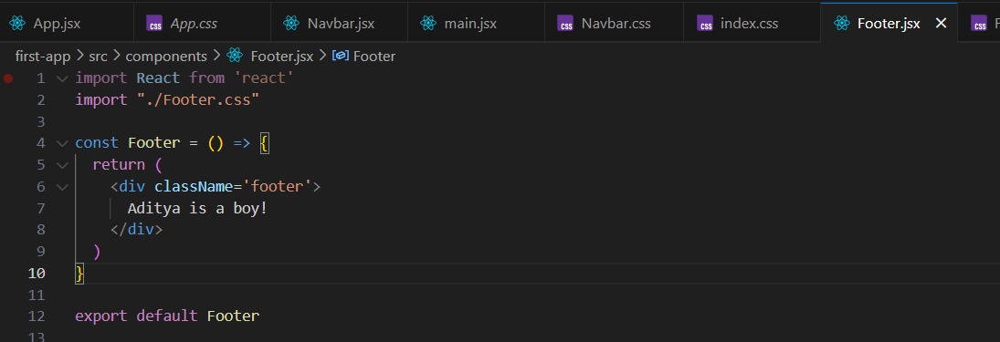 App.jsx App.css Navbar.jsx main.jsx Navbar.css index.css Footer.jsx
first-app > src > components > Footer.jsx > Footer
1 import React from 'react'
2 import "./Footer.css"
3
4 const Footer = () => {
5 return (
6 <div className='footer'>
7 Aditya is a boy!
8 </div>
9 )
10 }
11
12 export default Footer
13